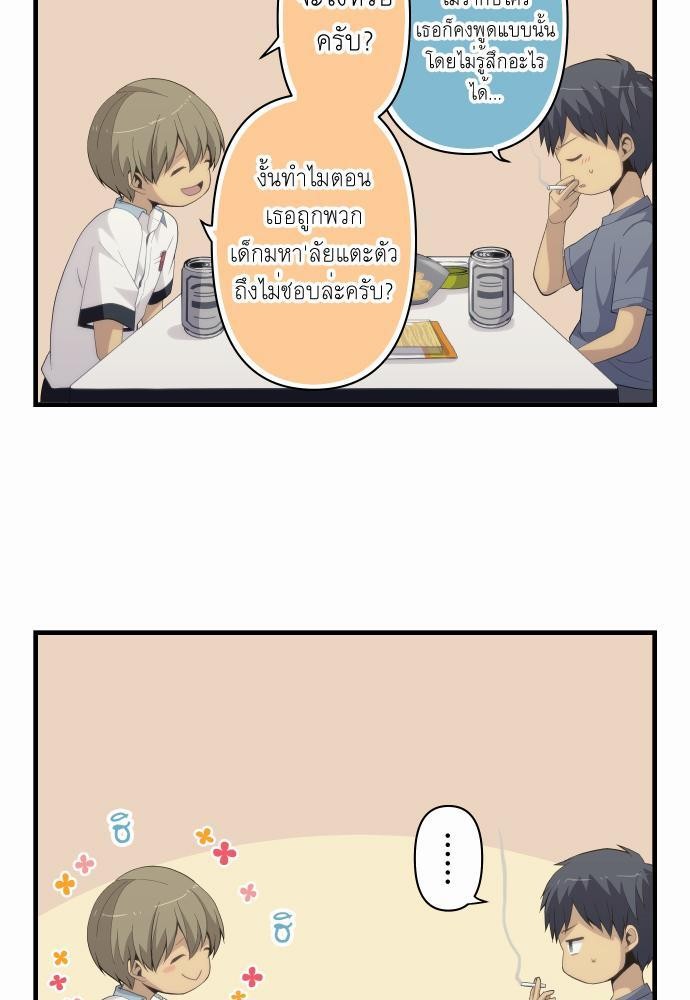 เธอก็คงพูดแบบนั้น
โดยไม่รู้สึกอะไร
ได้...
ครับ?
งั้นทำไมตอน
เธอถูกพวก
เด็กมหา'ลัยแตะตัว
ถึงไม่ชอบล่ะครับ?
ฮิ
ฮิ